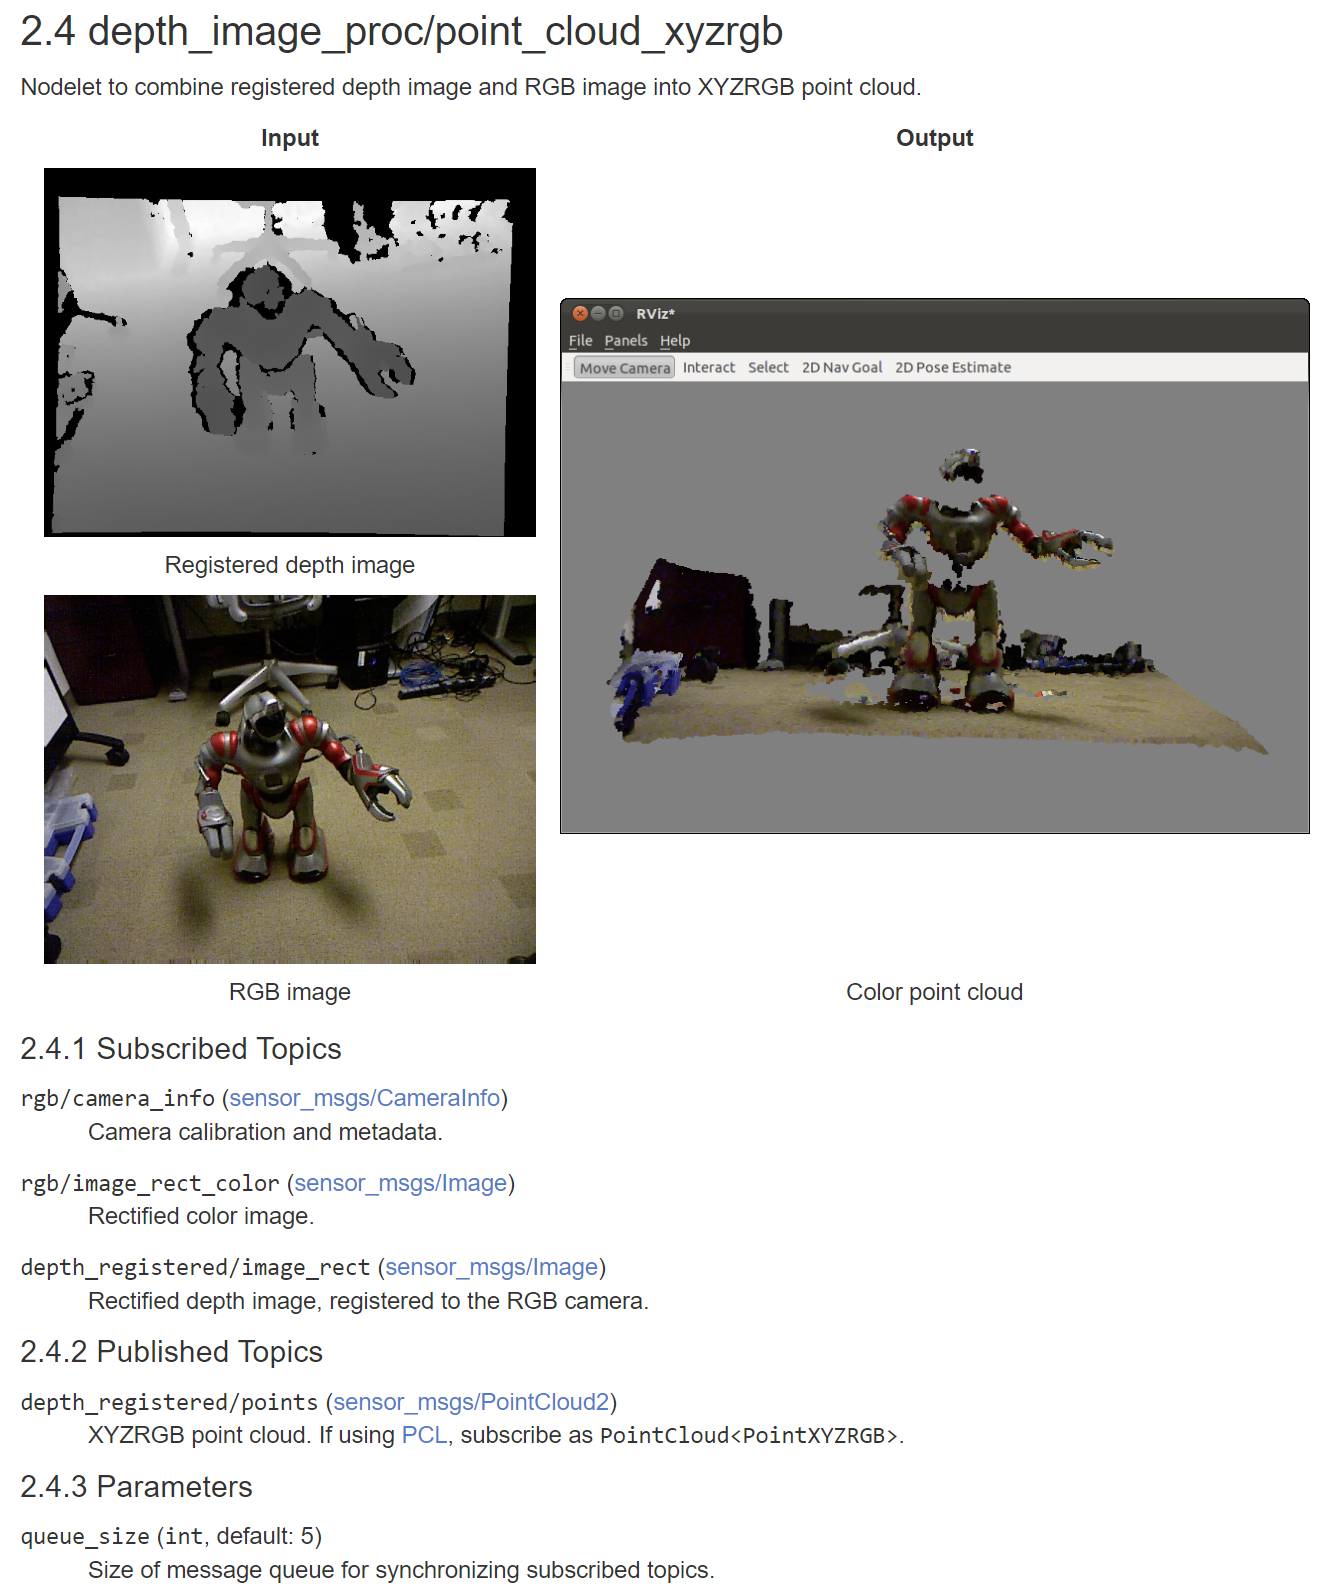 2.4 depth_image_proc/point_cloud_xyzrgb
Nodelet to combine registered depth image and RGB image into XYZRGB point cloud.
Input
Output
Registered depth image
RViz*
File Panels Help
Move Camera Interact Select 2D Nav Goal 2D Pose Estimate
RGB image
Color point cloud
2.4.1 Subscribed Topics
rgb/camera_info (sensor_msgs/CameraInfo)
Camera calibration and metadata.
rgb/image_rect_color (sensor_msgs/Image)
Rectified color image.
depth_registered/image_rect (sensor_msgs/Image)
Rectified depth image, registered to the RGB camera.
2.4.2 Published Topics
depth_registered/points (sensor_msgs/PointCloud2)
XYZRGB point cloud. If using PCL, subscribe as PointCloud<PointXYZRGB>.
2.4.3 Parameters
queue_size (int, default: 5)
Size of message queue for synchronizing subscribed topics.